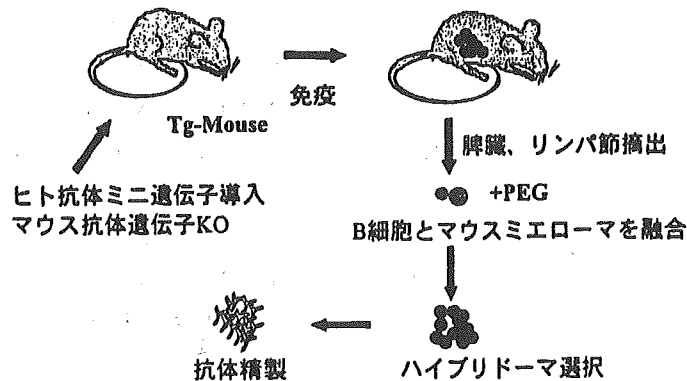 免疫
Tg-Mouse
ヒト抗体ミニ遺伝子導入
マウス抗体遺伝子KO
脾臓、リンパ節摘出
+PEG
B細胞とマウスミエローマを融合
ハイブリドーマ選択
抗体精製